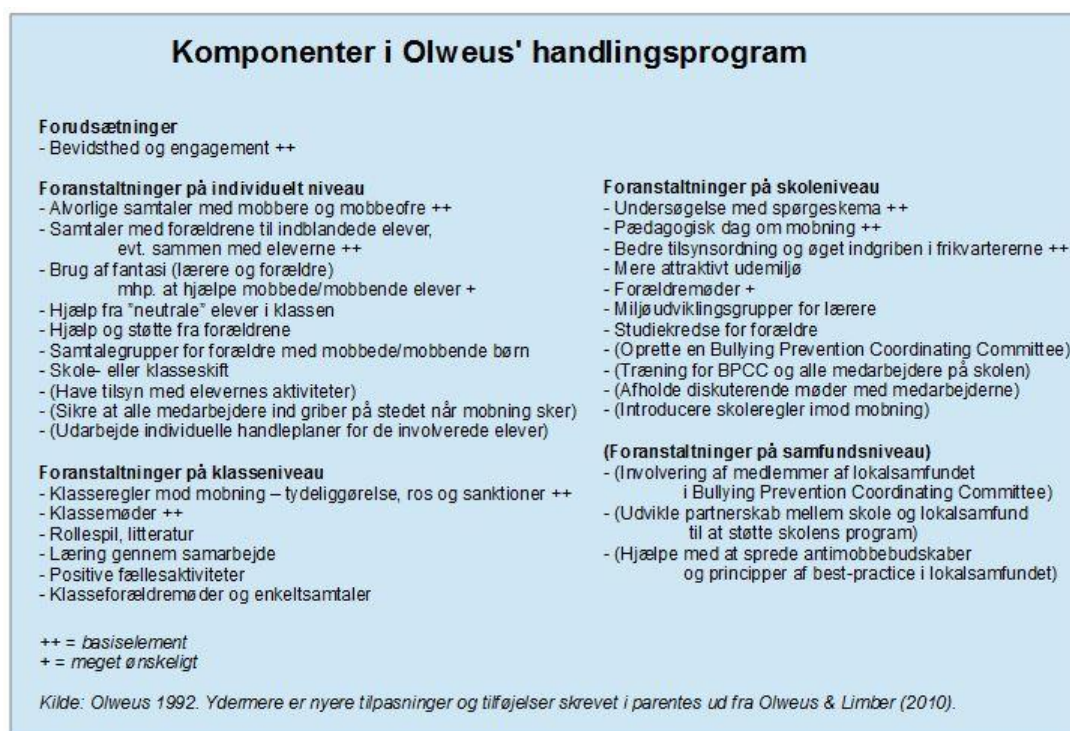 Komponenter i Olweus' handlingsprogram
Forudsætninger
- Bevidsthed og engagement ++
Foranstaltninger på individuelt niveau
- Alvorlige samtaler med mobbere og mobbeofre ++
- Samtaler med forældrene til indblandede elever,
evt. sammen med eleverne ++
- Brug af fantasi (lærere og forældre)
mhp. at hjælpe mobbede/mobbende elever +
- Hjælp fra "neutrale" elever i klassen
- Hjælp og støtte fra forældrene
- Samtalegrupper for forældre med mobbede/mobbende børn
- Skole- eller klasseskift
- (Have tilsyn med elevernes aktiviteter)
- (Sikre at alle medarbejdere ind griber på stedet når mobning sker)
- (Udarbejde individuelle handleplaner for de involverede elever)
Foranstaltninger på klasseniveau
- Klasseregler mod mobning – tydeliggørelse, ros og sanktioner ++
- Klassemøder ++
- Rollespil, litteratur
- Læring gennem samarbejde
- Positive fællesaktiviteter
- Klasseforældremøder og enkeltsamtaler
Foranstaltninger på skoleniveau
- Undersøgelse med spørgeskema ++
- Pædagogisk dag om mobning ++
- Bedre tilsynsordning og øget indgriben i frikvartererne ++
- Mere attraktivt udemiljø
- Forældremøder +
- Miljøudviklingsgrupper for lærere
- Studiekredse for forældre
- (Oprette en Bullying Prevention Coordinating Committee)
- (Træning for BPCC og alle medarbejdere på skolen)
- (Afholde diskuterende møder med medarbejderne)
- (Introducere skoleregler imod mobning)
(Foranstaltninger på samfundsniveau)
- (Involvering af medlemmer af lokalsamfundet
i Bullying Prevention Coordinating Committee)
- (Udvikle partnerskab mellem skole og lokalsamfund
til at støtte skolens program)
- (Hjælpe med at sprede antimobbebudskaber
og principper af best-practice i lokalsamfundet)
++ = basiselement
+ = meget ønskeligt
Kilde: Olweus 1992. Ydermere er nyere tilpasninger og tilføjelser skrevet i parentes ud fra Olweus & Limber (2010).